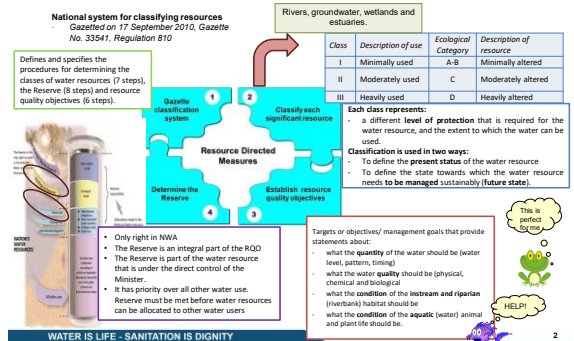 National system for classifying resources
- Gazetted on 17 September 2010, Gazette
No. 33541, Regulation 810
Rivers, groundwater, wetlands and
estuaries.
Class Description of use Ecological Category Description of resource
I Minimally used A-B Minimally altered
II Moderately used C Moderately altered
III Heavily used D Heavily altered
Defines and specifies the
procedures for determining the
classes of water resources (7 steps),
the Reserve (8 steps) and resource
quality objectives (6 steps).
Gazette
classification
system
1
2
Classify each
significant resource
Resource Directed
Measures
Determine the
Reserve
4
Establish resource
quality objectives
3
Each class represents:
- a different level of protection that is required for the
water resource, and the extent to which the water can be
used.
Classification is used in two ways:
- To define the present status of the water resource
- To define the state towards which the water resource
needs to be managed sustainably (future state).
NATION'S
WATER
RESOURCES
• Only right in NWA
• The Reserve is an integral part of the RQO
• The Reserve is part of the water resource
that is under the direct control of the
Minister.
• It has priority over all other water use.
Reserve must be met before water resources
can be allocated to other water users
Targets or objectives/ management goals that provide
statements about:
- what the quantity of the water should be (water
level, pattern, timing)
- what the water quality should be (physical,
chemical and biological
- what the condition of the instream and riparian
(riverbank) habitat should be
- what the condition of the aquatic (water) animal
and plant life should be.
This is
perfect
for me
HELP!
WATER IS LIFE - SANITATION IS DIGNITY
2